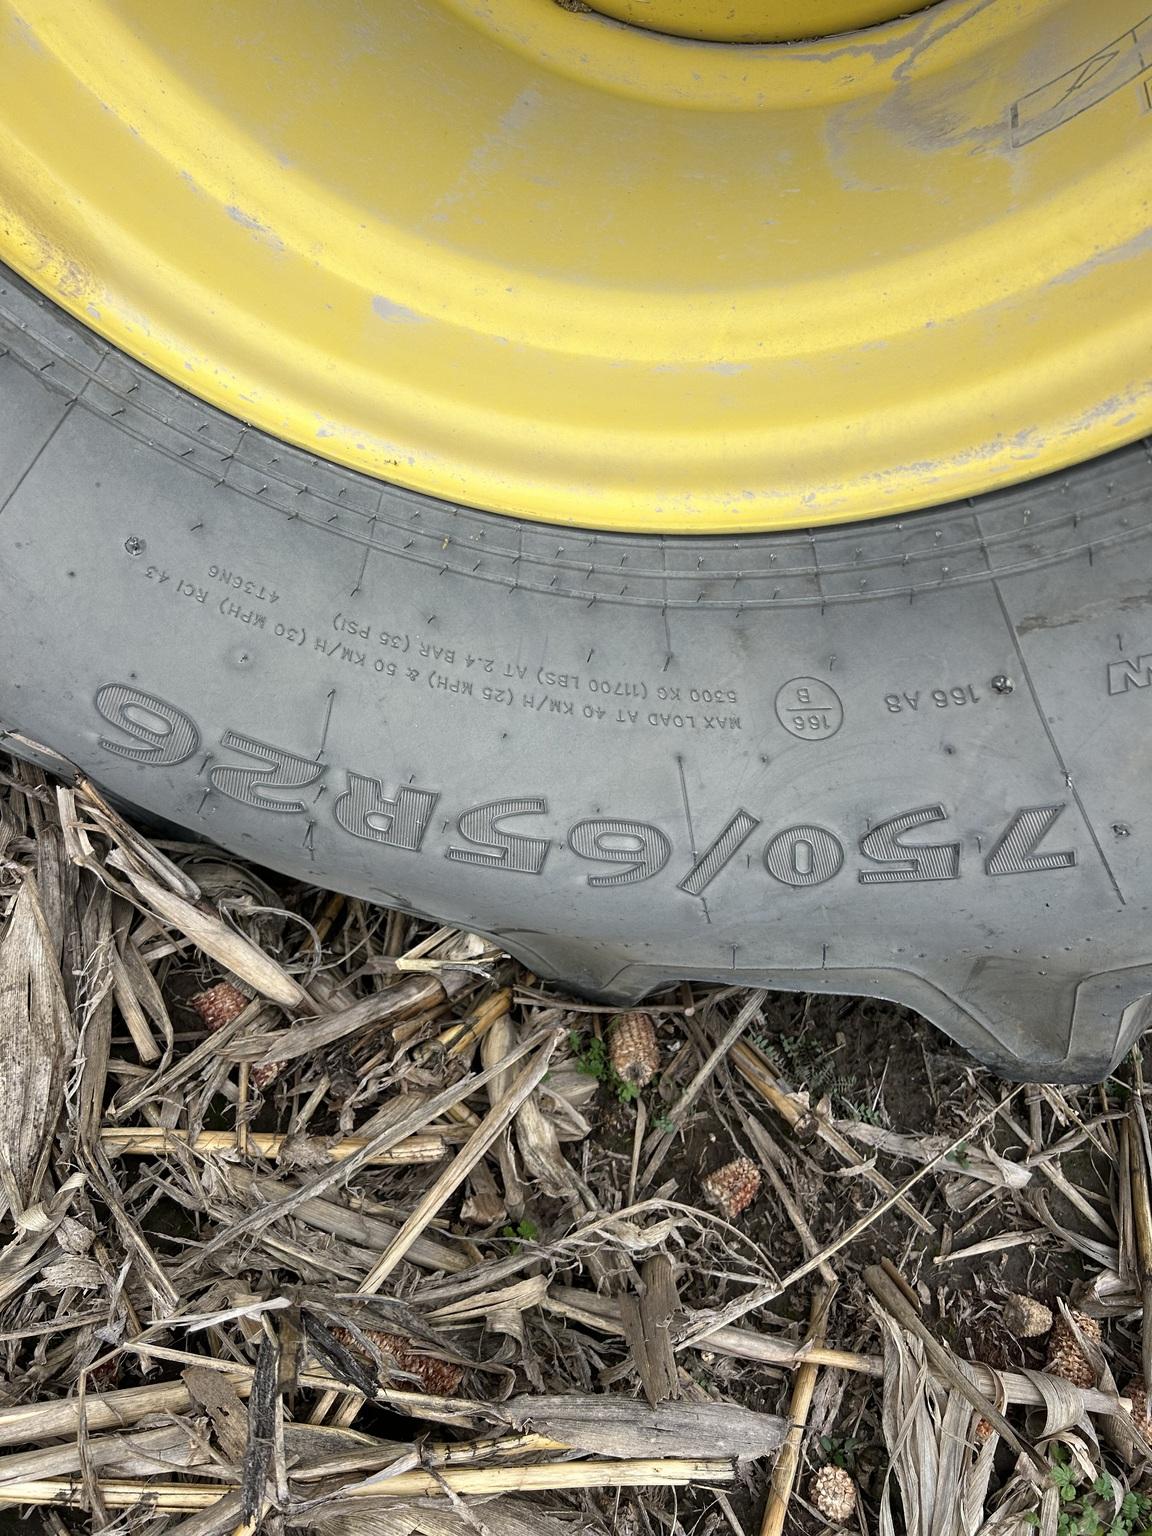 750/65R26
166 A8
166
B
MAX LOAD AT 40 KM/H (25 MPH) & 50 KM/H (30 MPH) RCI 43
5300 KG (11700 LBS) AT 2.4 BAR (35 PSI)
4T36N6